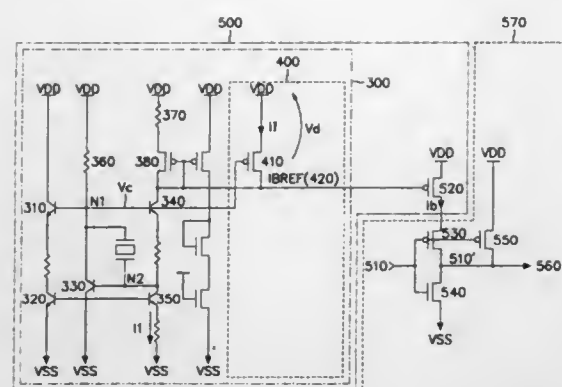 500
570
400
300
VDD VDD VDD VDD VDD
370
I1
Vd
360
380
410
VDD VDD
IBREF(420)
Vc
310
N1
340
520
Ib
530
550
N2
510
510'
560
320
330
350
540
I1
VSS
VSS VSS VSS VSS